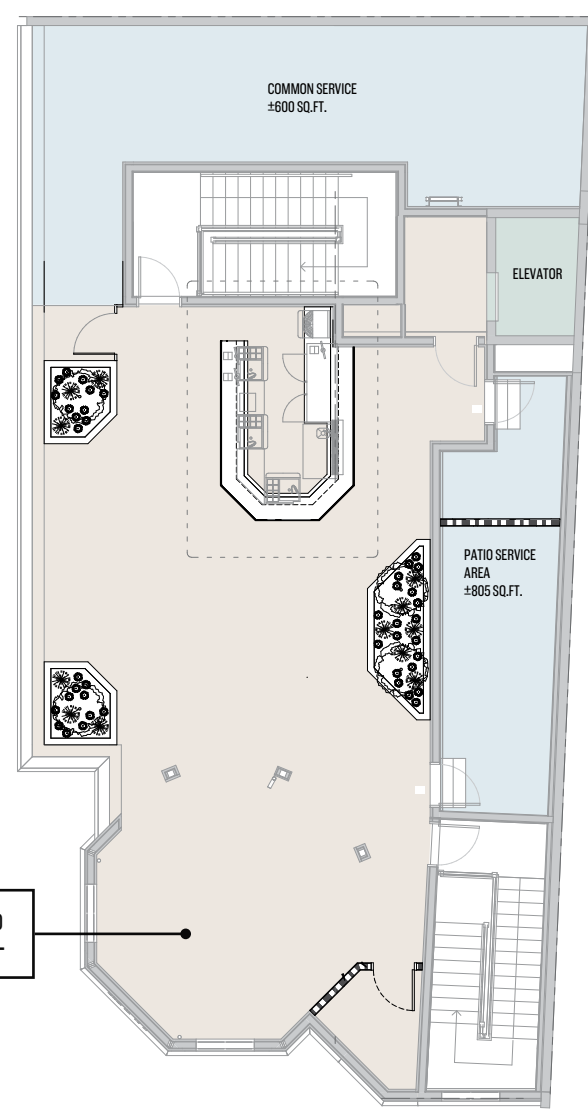 COMMON SERVICE
±600 SQ.FT.
ELEVATOR
PATIO SERVICE
AREA
±805 SQ.FT.